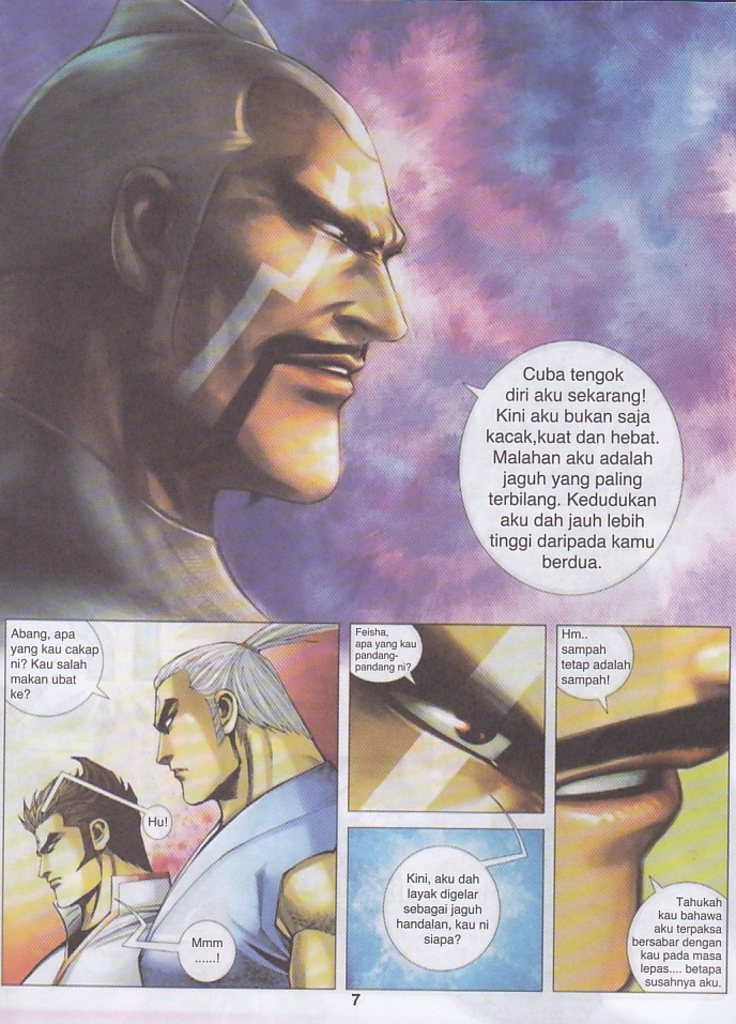 Cuba tengok
diri aku sekarang!
Kini aku bukan saja
kacak,kuat dan hebat.
Malahan aku adalah
jaguh yang paling
terbilang. Kedudukan
aku dah jauh lebih
tinggi daripada kamu
berdua.
Abang, apa
yang kau cakap
ni? Kau salah
makan ubat
ke?
Hu!
Mmm
......!
Feisha,
apa yang kau
pandang-
pandang ni?
Kini, aku dah
layak digelar
sebagai jaguh
handalan, kau ni
siapa?
Hm..
sampah
tetap adalah
sampah!
Tahukah
kau bahawa
aku terpaksa
bersabar dengan
kau pada masa
lepas.... betapa
susahnya aku.
7